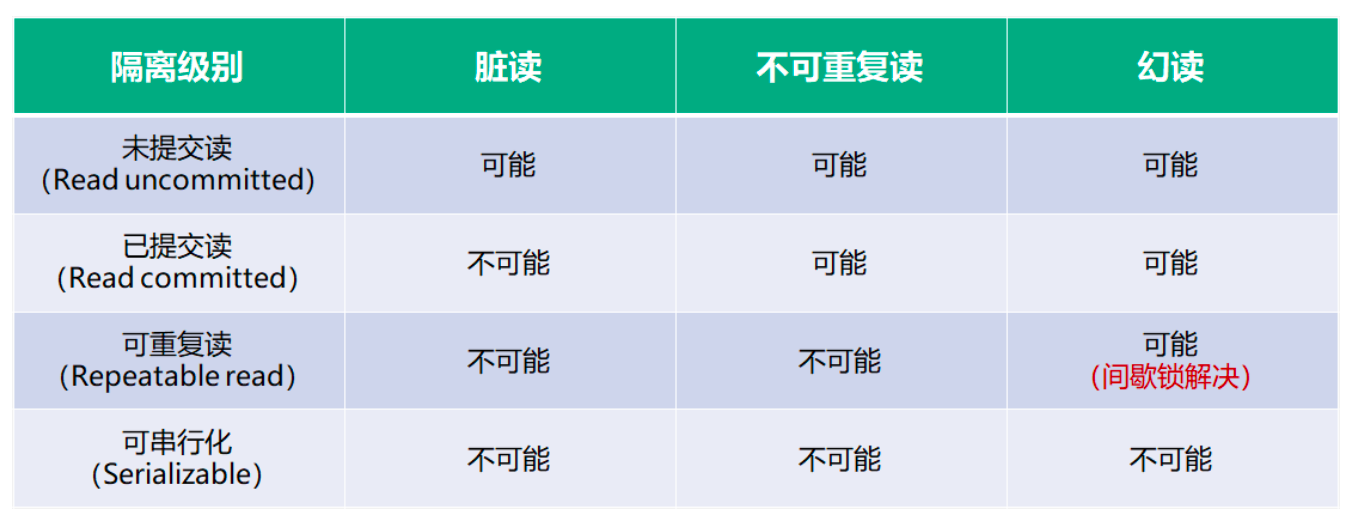 隔离级别 脏读 不可重复读 幻读
未提交读
(Read uncommitted) 可能 可能 可能
已提交读
(Read committed) 不可能 可能 可能
可重复读
(Repeatable read) 不可能 不可能 可能
(间歇锁解决)
可串行化
(Serializable) 不可能 不可能 不可能